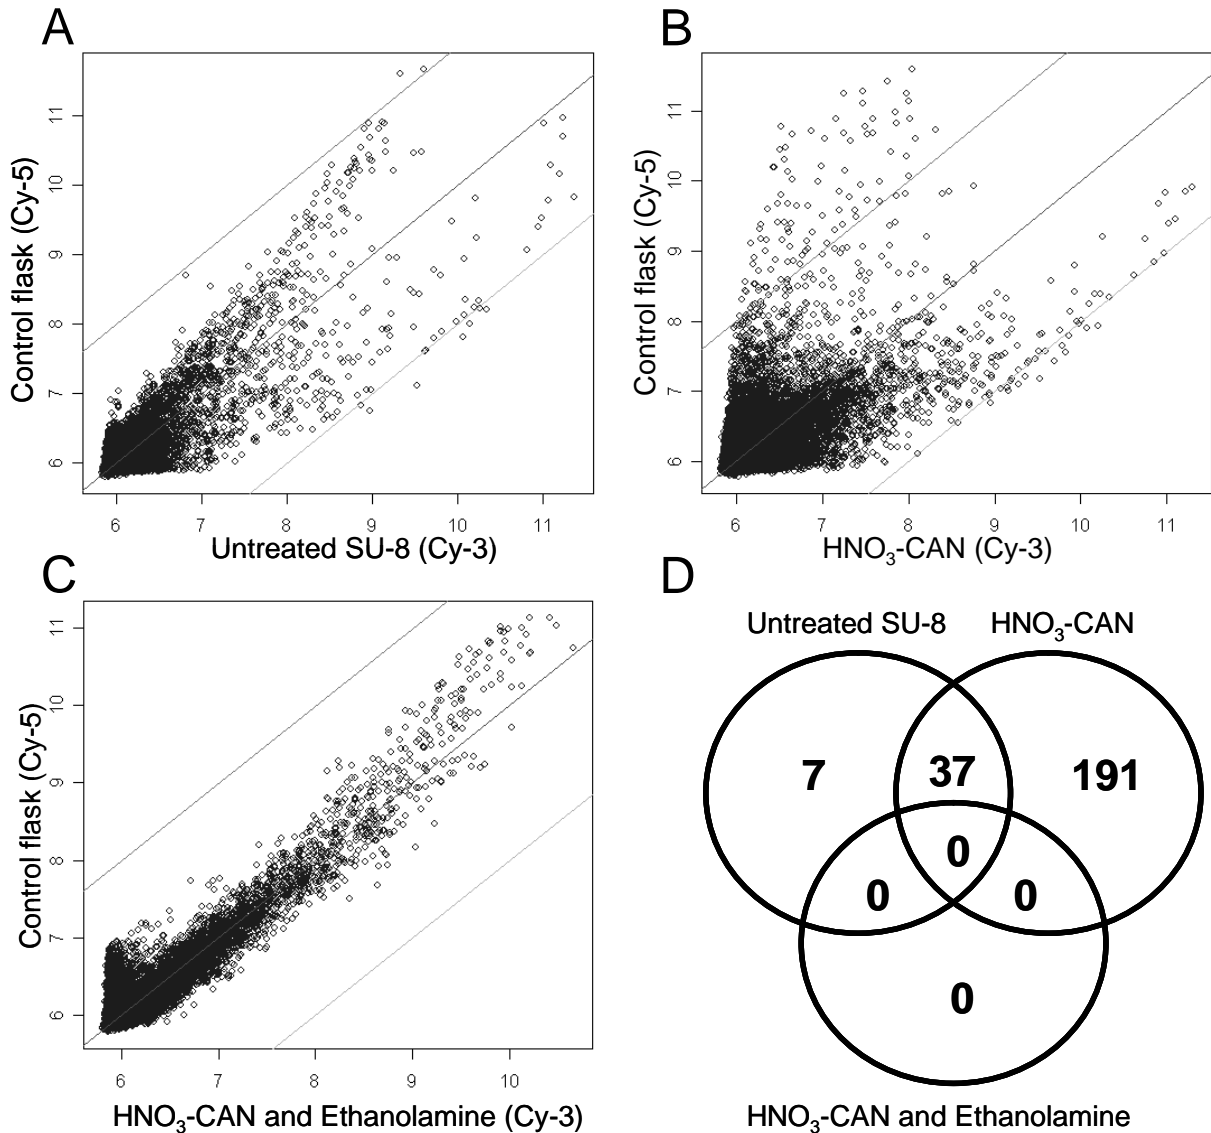 A
Control flask (Cy-5)
11
10
9
8
7
6
6 7 8 9 10 11
Untreated SU-8 (Cy-3)
B
Control flask (Cy-5)
11
10
9
8
7
6
6 7 8 9 10 11
HNO3-CAN (Cy-3)
C
Control flask (Cy-5)
11
10
9
8
7
6
6 7 8 9 10
HNO3-CAN and Ethanolamine (Cy-3)
D
Untreated SU-8 HNO3-CAN
7 37 191
0
0 0
0
HNO3-CAN and Ethanolamine